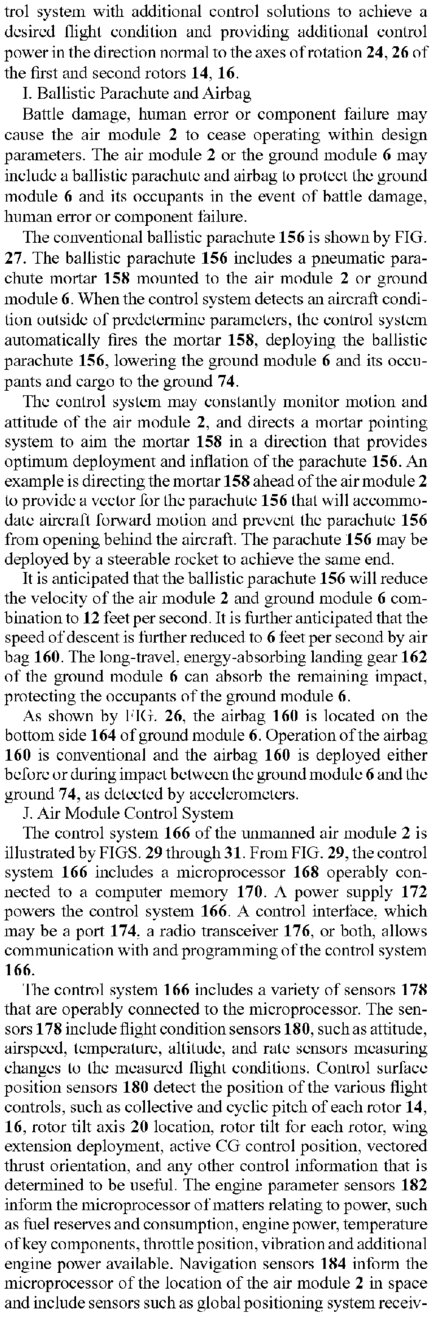 trol system with additional control solutions to achieve a
desired flight condition and providing additional control
power in the direction normal to the axes of rotation 24, 26 of
the first and second rotors 14, 16.
I. Ballistic Parachute and Airbag
Battle damage, human error or component failure may
cause the air module 2 to cease operating within design
parameters. The air module 2 or the ground module 6 may
include a ballistic parachute and airbag to protect the ground
module 6 and its occupants in the event of battle damage,
human error or component failure.
The conventional ballistic parachute 156 is shown by FIG.
27. The ballistic parachute 156 includes a pneumatic para-
chute mortar 158 mounted to the air module 2 or ground
module 6. When the control system detects an aircraft condi-
tion outside of predetermine parameters, the control system
automatically fires the mortar 158, deploying the ballistic
parachute 156, lowering the ground module 6 and its occu-
pants and cargo to the ground 74.
The control system may constantly monitor motion and
attitude of the air module 2, and directs a mortar pointing
system to aim the mortar 158 in a direction that provides
optimum deployment and inflation of the parachute 156. An
example is directing the mortar 158 ahead of the air module 2
to provide a vector for the parachute 156 that will accommo-
date aircraft forward motion and prevent the parachute 156
from opening behind the aircraft. The parachute 156 may be
deployed by a steerable rocket to achieve the same end.
It is anticipated that the ballistic parachute 156 will reduce
the velocity of the air module 2 and ground module 6 com-
bination to 12 feet per second. It is further anticipated that the
speed of descent is further reduced to 6 feet per second by air
bag 160. The long-travel, energy-absorbing landing gear 162
of the ground module 6 can absorb the remaining impact,
protecting the occupants of the ground module 6.
As shown by FIG. 26, the airbag 160 is located on the
bottom side 164 of ground module 6. Operation of the airbag
160 is conventional and the airbag 160 is deployed either
before or during impact between the ground module 6 and the
ground 74, as detected by accelerometers.
J. Air Module Control System
The control system 166 of the unmanned air module 2 is
illustrated by FIGS. 29 through 31. From FIG. 29, the control
system 166 includes a microprocessor 168 operably con-
nected to a computer memory 170. A power supply 172
powers the control system 166. A control interface, which
may be a port 174, a radio transceiver 176, or both, allows
communication with and programming of the control system
166.
The control system 166 includes a variety of sensors 178
that are operably connected to the microprocessor. The sen-
sors 178 include flight condition sensors 180, such as attitude,
airspeed, temperature, altitude, and rate sensors measuring
changes to the measured flight conditions. Control surface
position sensors 180 detect the position of the various flight
controls, such as collective and cyclic pitch of each rotor 14,
16, rotor tilt axis 20 location, rotor tilt for each rotor, wing
extension deployment, active CG control position, vectored
thrust orientation, and any other control information that is
determined to be useful. The engine parameter sensors 182
inform the microprocessor of matters relating to power, such
as fuel reserves and consumption, engine power, temperature
of key components, throttle position, vibration and additional
engine power available. Navigation sensors 184 inform the
microprocessor of the location of the air module 2 in space
and include sensors such as global positioning system receiv-